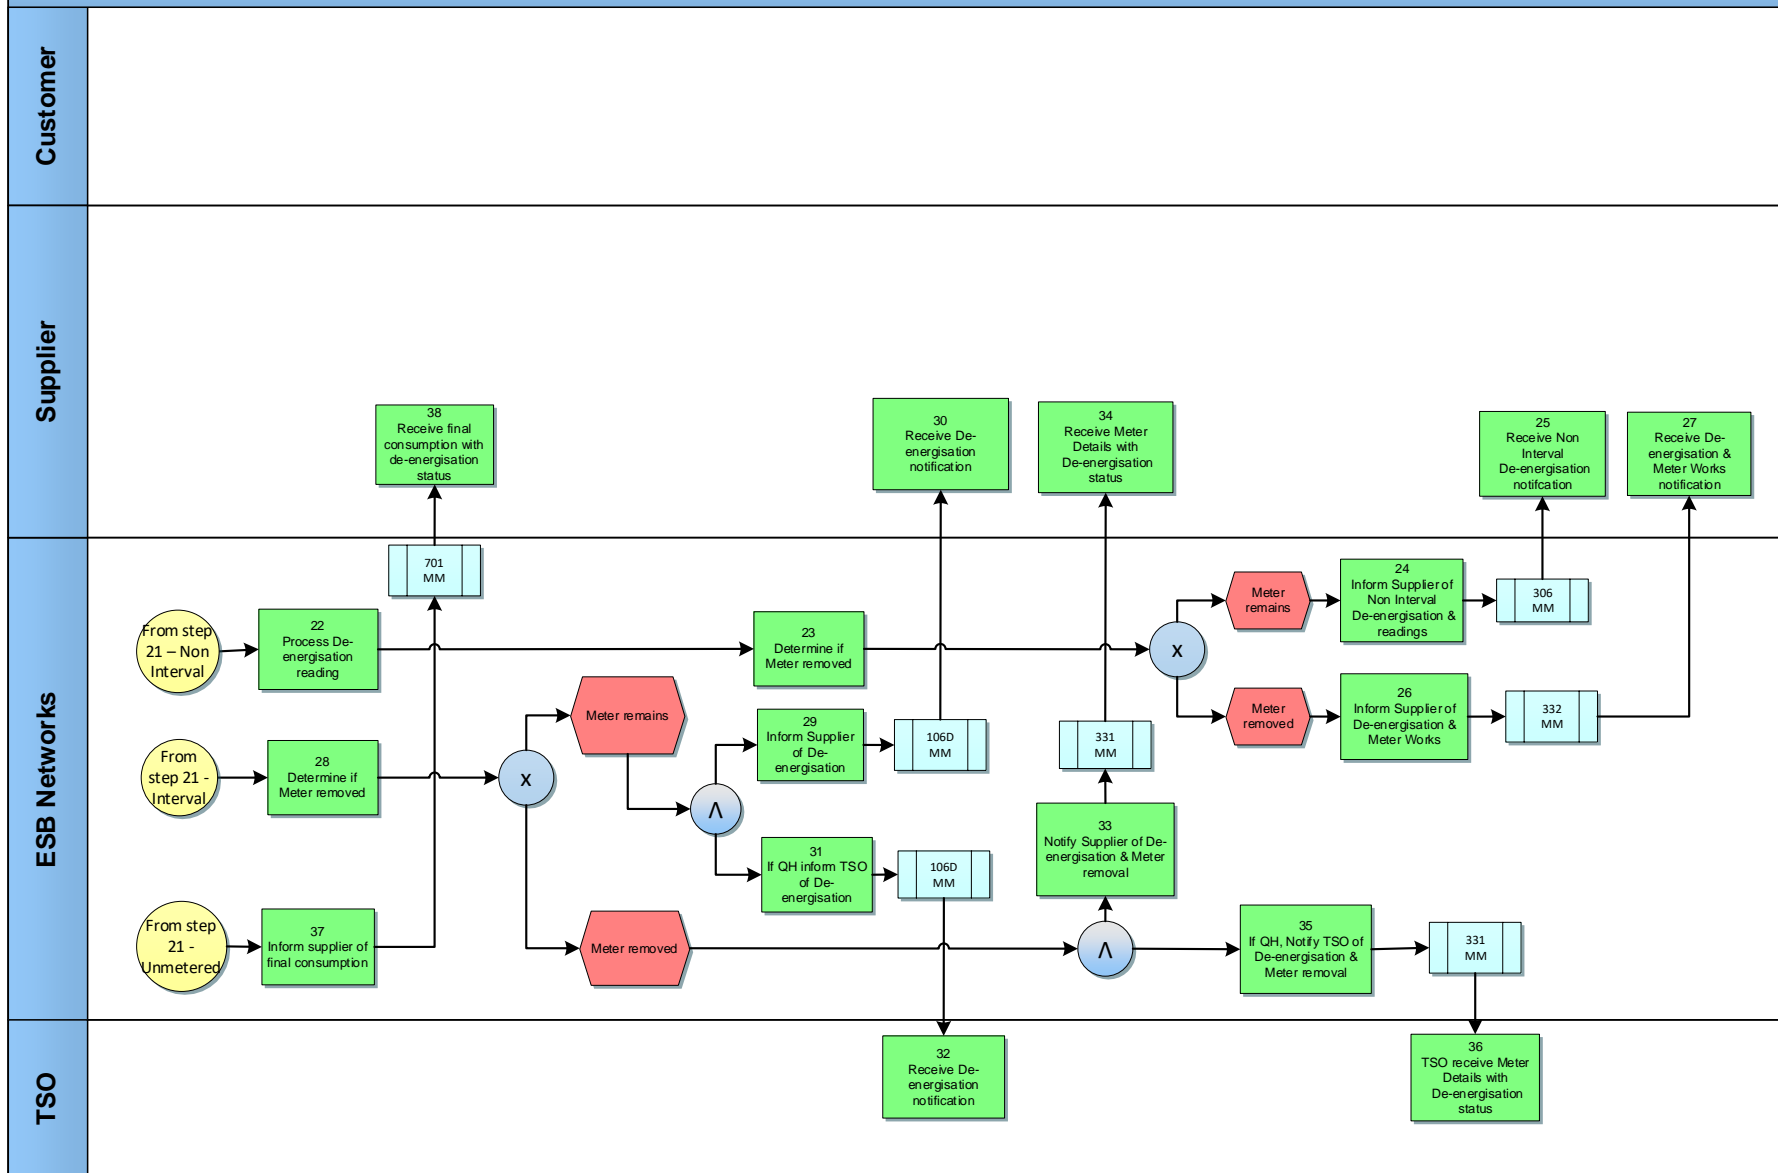 Customer
Supplier
38
Receive final
consumption with
de-energisation
status
30
Receive De-
energisation
notification
34
Receive Meter
Details with
De-energisation
status
25
Receive Non
Interval
De-energisation
notifcation
27
Receive De-
energisation &
Meter Works
notification
ESB Networks
701
MM
From step
21 – Non
Interval
22
Process De-
energisation
reading
23
Determine if
Meter removed
X
Meter
remains
24
Inform Supplier of
Non Interval
De-energisation &
readings
306
MM
Meter
removed
26
Inform Supplier of
De-energisation &
Meter Works
332
MM
From
step 21 -
Interval
28
Determine if
Meter removed
X
Meter remains
Λ
29
Inform Supplier
of De-
energisation
106D
MM
31
If QH inform TSO
of De-
energisation
106D
MM
331
MM
33
Notify Supplier of De-
energisation & Meter
removal
From step
21 -
Unmetered
37
Inform supplier of
final consumption
Meter removed
Λ
35
If QH, Notify TSO of
De-energisation &
Meter removal
331
MM
TSO
32
Receive De-
energisation
notification
36
TSO receive Meter
Details with
De-energisation
status